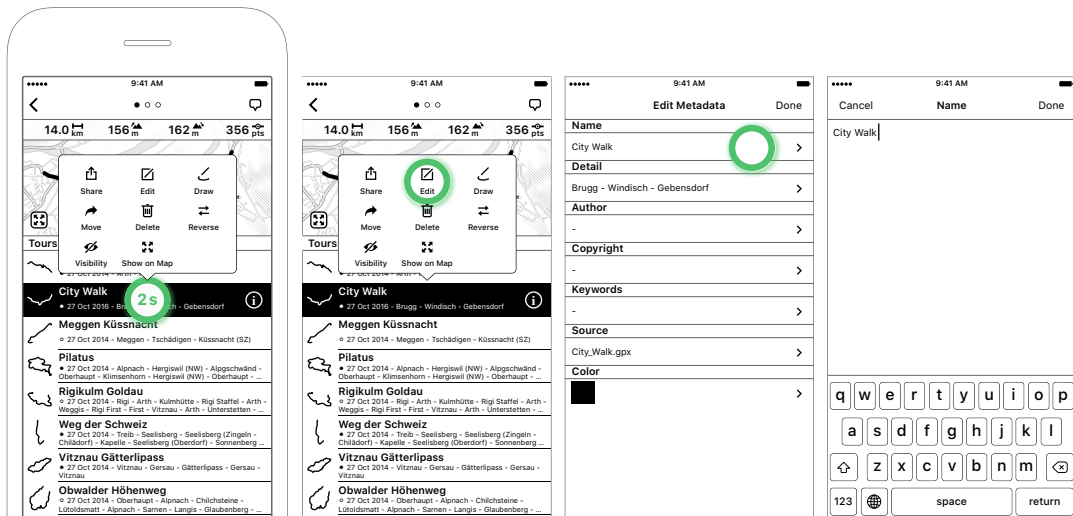 9:41 AM
14.0 km 156 m 162 m 356 pts
Share Edit Draw
Move Delete Reverse
Visibility Show on Map
Tours
City Walk
2s
27 Oct 2016 - Br ch - Gebensdorf
Meggen Küssnacht
27 Oct 2014 - Meggen - Tschädigen - Küssnacht (SZ)
Pilatus
27 Oct 2014 - Alpnach - Hergiswil (NW) - Alpgschwänd -
Oberhaupt - Klimsenhorn - Hergiswil (NW) - Oberhaupt - ...
Rigikulm Goldau
27 Oct 2014 - Rigi - Arth - Kulmhütte - Rigi Staffel - Arth -
Weggis - Rigi First - First - Vitznau - Arth - Unterstetten - ...
Weg der Schweiz
27 Oct 2014 - Treib - Seelisberg - Seelisberg (Zingeln -
Chilädorf) - Kapelle - Seelisberg (Oberdorf) - Sonnenberg ...
Vitznau Gätterlipass
27 Oct 2014 - Vitznau - Gersau - Gätterlipass - Gersau -
Vitznau
Obwalder Höhenweg
27 Oct 2014 - Oberhaupt - Alpnach - Chilchsteine -
Lütoldsmatt - Alpnach - Sarnen - Langis - Glaubenberg - ...
9:41 AM
14.0 km 156 m 162 m 356 pts
Share Edit Draw
Move Delete Reverse
Visibility Show on Map
Tours
City Walk
27 Oct 2016 - Brugg - Windisch - Gebensdorf
Meggen Küssnacht
27 Oct 2014 - Meggen - Tschädigen - Küssnacht (SZ)
Pilatus
27 Oct 2014 - Alpnach - Hergiswil (NW) - Alpgschwänd -
Oberhaupt - Klimsenhorn - Hergiswil (NW) - Oberhaupt - ...
Rigikulm Goldau
27 Oct 2014 - Rigi - Arth - Kulmhütte - Rigi Staffel - Arth -
Weggis - Rigi First - First - Vitznau - Arth - Unterstetten - ...
Weg der Schweiz
27 Oct 2014 - Treib - Seelisberg - Seelisberg (Zingeln -
Chilädorf) - Kapelle - Seelisberg (Oberdorf) - Sonnenberg ...
Vitznau Gätterlipass
27 Oct 2014 - Vitznau - Gersau - Gätterlipass - Gersau -
Vitznau
Obwalder Höhenweg
27 Oct 2014 - Oberhaupt - Alpnach - Chilchsteine -
Lütoldsmatt - Alpnach - Sarnen - Langis - Glaubenberg - ...
9:41 AM
Edit Metadata Done
Name
City Walk
Detail
Brugg - Windisch - Gebensdorf
Author
-
Copyright
-
Keywords
-
Source
City_Walk.gpx
Color
9:41 AM
Cancel Name Done
City Walk
q w e r t y u i o p
a s d f g h j k l
z x c v b n m
123 space return